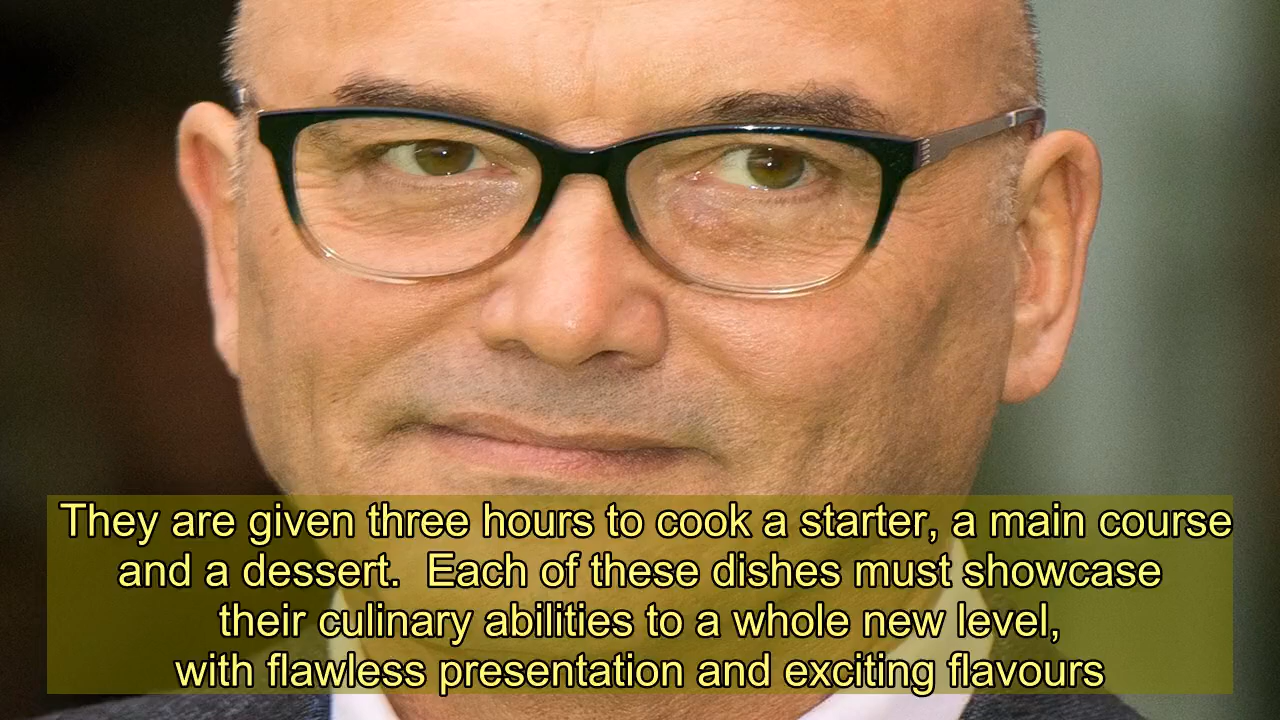 They are given three hours to cook a starter, a main course
and a dessert.  Each of these dishes must showcase
their culinary abilities to a whole new level,
with flawless presentation and exciting flavours